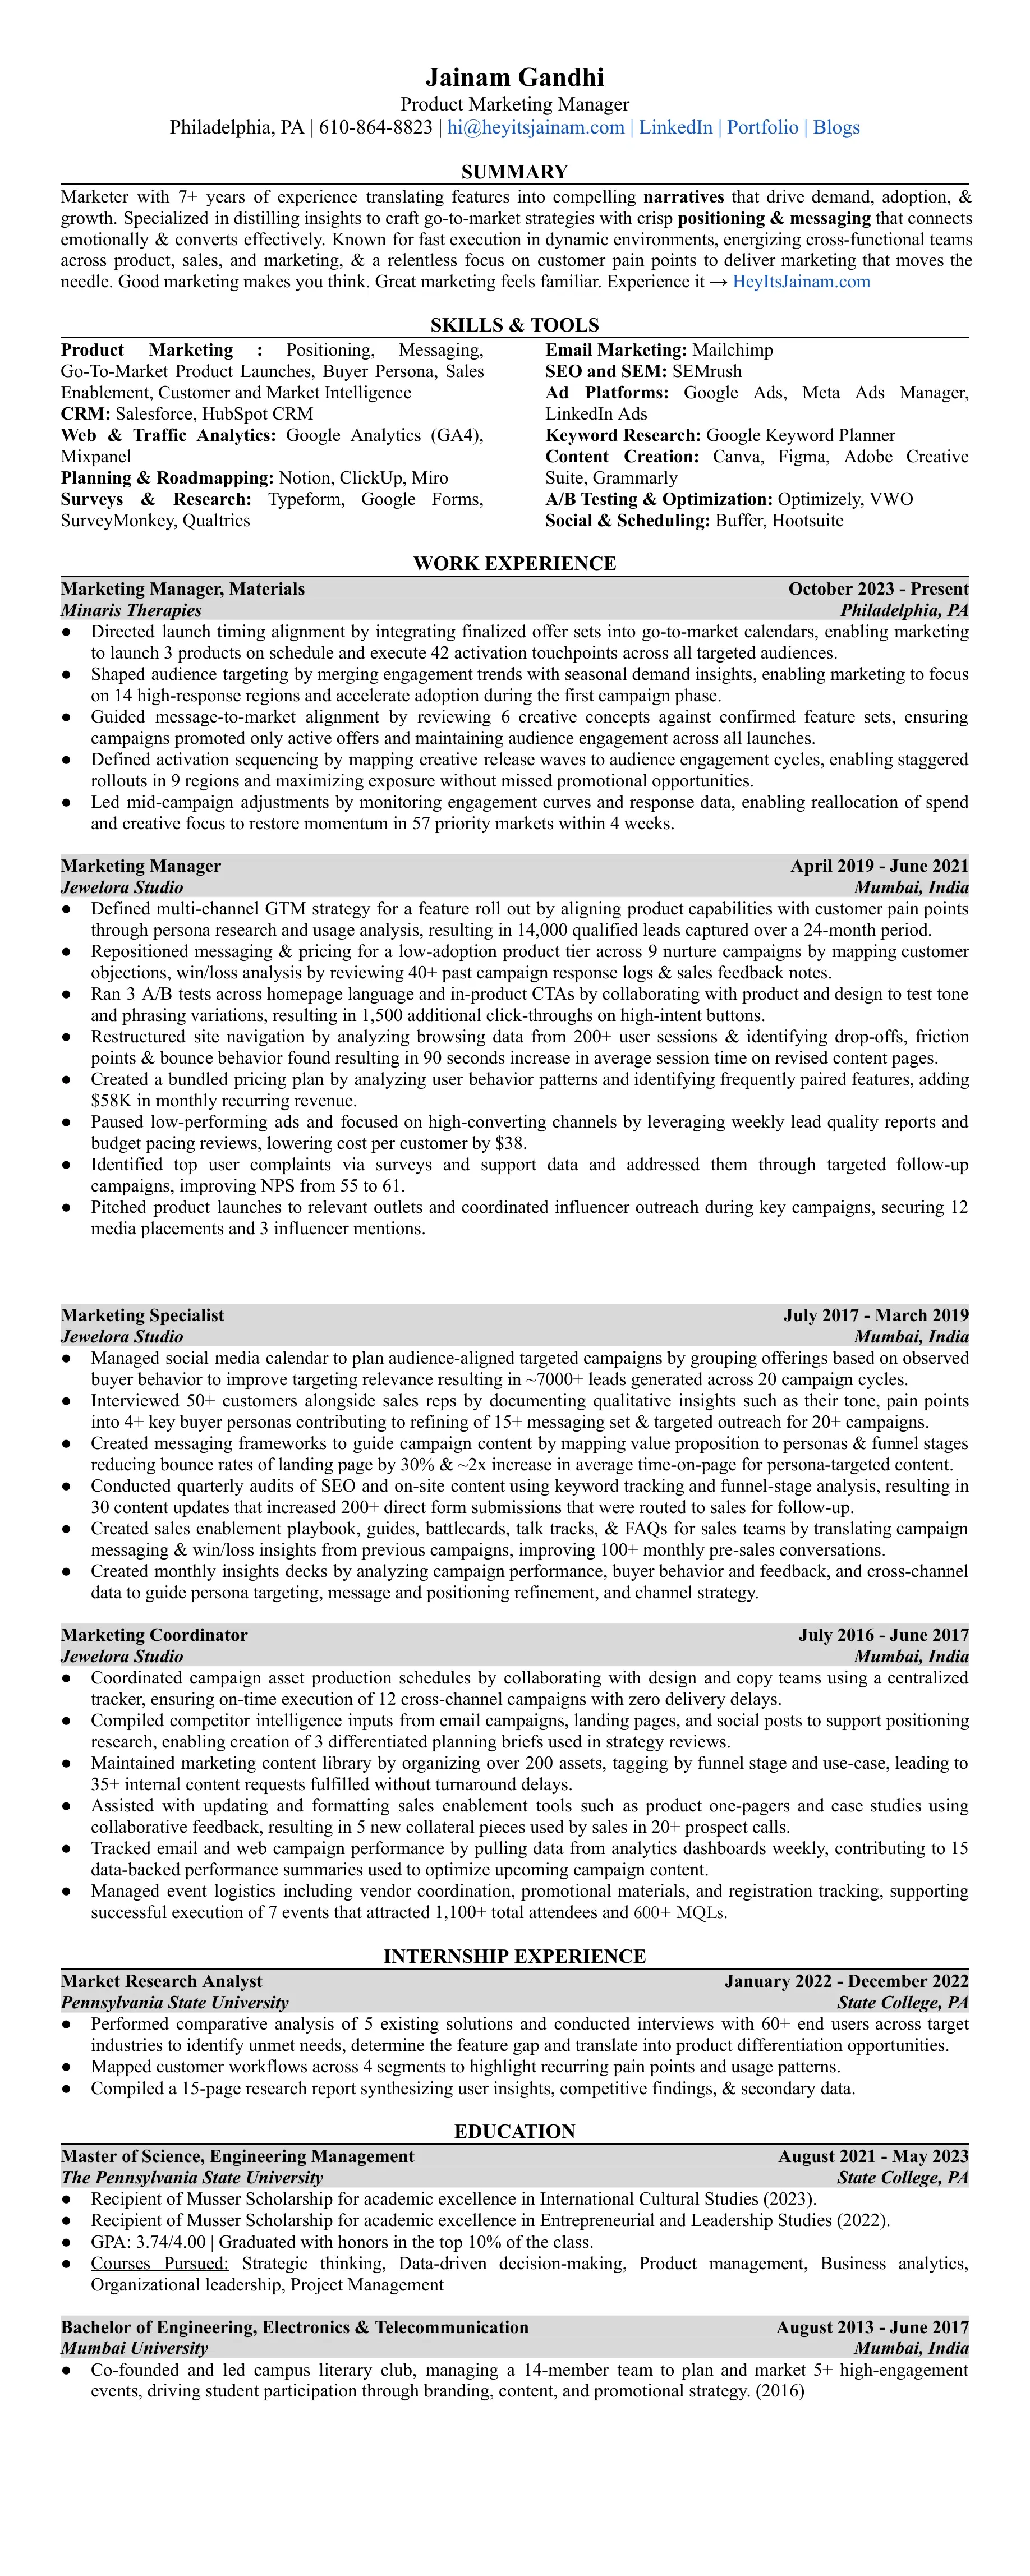 Jainam Gandhi
Product Marketing Manager
Philadelphia, PA | 610-864-8823 | hi@heyitsjainam.com | LinkedIn | Portfolio | Blogs
SUMMARY
Marketer with 7+ years of experience translating features into compelling narratives that drive demand, adoption, &
growth. Specialized in distilling insights to craft go-to-market strategies with crisp positioning & messaging that connects
emotionally & converts effectively. Known for fast execution in dynamic environments, energizing cross-functional teams
across product, sales, and marketing, & a relentless focus on customer pain points to deliver marketing that moves the
needle. Good marketing makes you think. Great marketing feels familiar. Experience it → HeyItsJainam.com
SKILLS & TOOLS
Product Marketing : Positioning, Messaging,
Go-To-Market Product Launches, Buyer Persona, Sales
Enablement, Customer and Market Intelligence
CRM: Salesforce, HubSpot CRM
Web & Traffic Analytics: Google Analytics (GA4),
Mixpanel
Planning & Roadmapping: Notion, ClickUp, Miro
Surveys & Research: Typeform, Google Forms,
SurveyMonkey, Qualtrics
Email Marketing: Mailchimp
SEO and SEM: SEMrush
Ad Platforms: Google Ads, Meta Ads Manager,
LinkedIn Ads
Keyword Research: Google Keyword Planner
Content Creation: Canva, Figma, Adobe Creative
Suite, Grammarly
A/B Testing & Optimization: Optimizely, VWO
Social & Scheduling: Buffer, Hootsuite
WORK EXPERIENCE
Marketing Manager, Materials October 2023 - Present
Minaris Therapies Philadelphia, PA
● Directed launch timing alignment by integrating finalized offer sets into go-to-market calendars, enabling marketing
to launch 3 products on schedule and execute 42 activation touchpoints across all targeted audiences.
● Shaped audience targeting by merging engagement trends with seasonal demand insights, enabling marketing to focus
on 14 high-response regions and accelerate adoption during the first campaign phase.
● Guided message-to-market alignment by reviewing 6 creative concepts against confirmed feature sets, ensuring
campaigns promoted only active offers and maintaining audience engagement across all launches.
● Defined activation sequencing by mapping creative release waves to audience engagement cycles, enabling staggered
rollouts in 9 regions and maximizing exposure without missed promotional opportunities.
● Led mid-campaign adjustments by monitoring engagement curves and response data, enabling reallocation of spend
and creative focus to restore momentum in 57 priority markets within 4 weeks.
Marketing Manager April 2019 - June 2021
Jewelora Studio Mumbai, India
● Defined multi-channel GTM strategy for a feature roll out by aligning product capabilities with customer pain points
through persona research and usage analysis, resulting in 14,000 qualified leads captured over a 24-month period.
● Repositioned messaging & pricing for a low-adoption product tier across 9 nurture campaigns by mapping customer
objections, win/loss analysis by reviewing 40+ past campaign response logs & sales feedback notes.
● Ran 3 A/B tests across homepage language and in-product CTAs by collaborating with product and design to test tone
and phrasing variations, resulting in 1,500 additional click-throughs on high-intent buttons.
● Restructured site navigation by analyzing browsing data from 200+ user sessions & identifying drop-offs, friction
points & bounce behavior found resulting in 90 seconds increase in average session time on revised content pages.
● Created a bundled pricing plan by analyzing user behavior patterns and identifying frequently paired features, adding
$58K in monthly recurring revenue.
● Paused low-performing ads and focused on high-converting channels by leveraging weekly lead quality reports and
budget pacing reviews, lowering cost per customer by $38.
● Identified top user complaints via surveys and support data and addressed them through targeted follow-up
campaigns, improving NPS from 55 to 61.
● Pitched product launches to relevant outlets and coordinated influencer outreach during key campaigns, securing 12
media placements and 3 influencer mentions.
Marketing Specialist July 2017 - March 2019
Jewelora Studio Mumbai, India
● Managed social media calendar to plan audience-aligned targeted campaigns by grouping offerings based on observed
buyer behavior to improve targeting relevance resulting in ~7000+ leads generated across 20 campaign cycles.
● Interviewed 50+ customers alongside sales reps by documenting qualitative insights such as their tone, pain points
into 4+ key buyer personas contributing to refining of 15+ messaging set & targeted outreach for 20+ campaigns.
● Created messaging frameworks to guide campaign content by mapping value proposition to personas & funnel stages
reducing bounce rates of landing page by 30% & ~2x increase in average time-on-page for persona-targeted content.
● Conducted quarterly audits of SEO and on-site content using keyword tracking and funnel-stage analysis, resulting in
30 content updates that increased 200+ direct form submissions that were routed to sales for follow-up.
● Created sales enablement playbook, guides, battlecards, talk tracks, & FAQs for sales teams by translating campaign
messaging & win/loss insights from previous campaigns, improving 100+ monthly pre-sales conversations.
● Created monthly insights decks by analyzing campaign performance, buyer behavior and feedback, and cross-channel
data to guide persona targeting, message and positioning refinement, and channel strategy.
Marketing Coordinator July 2016 - June 2017
Jewelora Studio Mumbai, India
● Coordinated campaign asset production schedules by collaborating with design and copy teams using a centralized
tracker, ensuring on-time execution of 12 cross-channel campaigns with zero delivery delays.
● Compiled competitor intelligence inputs from email campaigns, landing pages, and social posts to support positioning
research, enabling creation of 3 differentiated planning briefs used in strategy reviews.
● Maintained marketing content library by organizing over 200 assets, tagging by funnel stage and use-case, leading to
35+ internal content requests fulfilled without turnaround delays.
● Assisted with updating and formatting sales enablement tools such as product one-pagers and case studies using
collaborative feedback, resulting in 5 new collateral pieces used by sales in 20+ prospect calls.
● Tracked email and web campaign performance by pulling data from analytics dashboards weekly, contributing to 15
data-backed performance summaries used to optimize upcoming campaign content.
● Managed event logistics including vendor coordination, promotional materials, and registration tracking, supporting
successful execution of 7 events that attracted 1,100+ total attendees and 600+ MQLs.
INTERNSHIP EXPERIENCE
Market Research Analyst January 2022 - December 2022
Pennsylvania State University State College, PA
● Performed comparative analysis of 5 existing solutions and conducted interviews with 60+ end users across target
industries to identify unmet needs, determine the feature gap and translate into product differentiation opportunities.
● Mapped customer workflows across 4 segments to highlight recurring pain points and usage patterns.
● Compiled a 15-page research report synthesizing user insights, competitive findings, & secondary data.
EDUCATION
Master of Science, Engineering Management August 2021 - May 2023
The Pennsylvania State University State College, PA
● Recipient of Musser Scholarship for academic excellence in International Cultural Studies (2023).
● Recipient of Musser Scholarship for academic excellence in Entrepreneurial and Leadership Studies (2022).
● GPA: 3.74/4.00 | Graduated with honors in the top 10% of the class.
● Courses Pursued: Strategic thinking, Data-driven decision-making, Product management, Business analytics,
Organizational leadership, Project Management
Bachelor of Engineering, Electronics & Telecommunication August 2013 - June 2017
Mumbai University Mumbai, India
● Co-founded and led campus literary club, managing a 14-member team to plan and market 5+ high-engagement
events, driving student participation through branding, content, and promotional strategy. (2016)